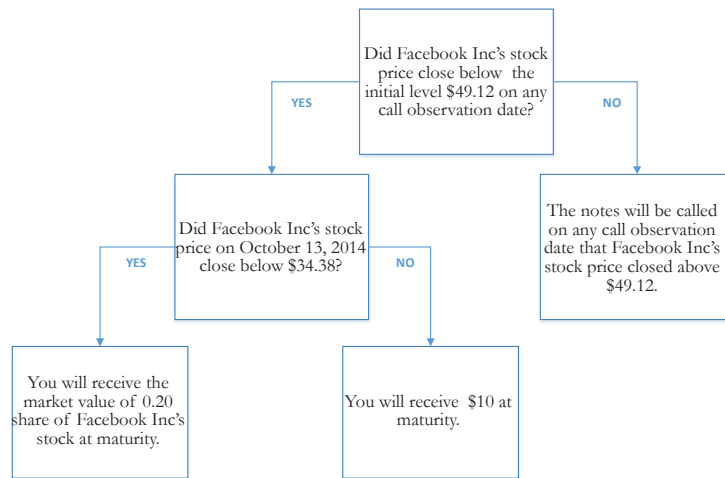 Did Facebook Inc's stock
price close below the
initial level $49.12 on any
call observation date?
YES
NO
Did Facebook Inc's stock
price on October 13, 2014
close below $34.38?
The notes will be called
on any call observation
date that Facebook Inc's
stock price closed above
$49.12.
YES
NO
You will receive the
market value of 0.20
share of Facebook Inc's
stock at maturity.
You will receive $10 at
maturity.